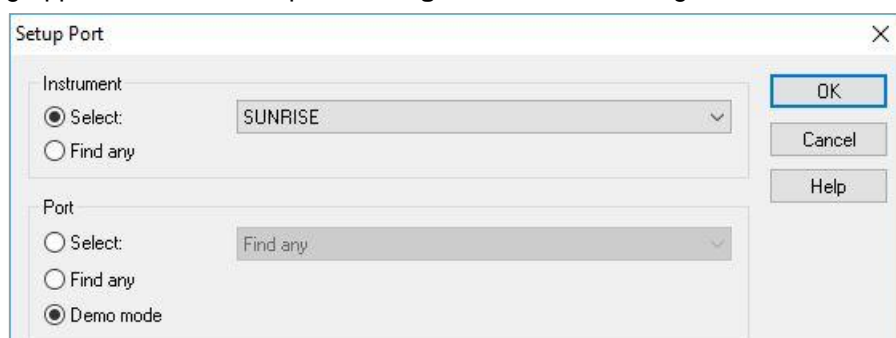 Setup Port
Instrument
Select: SUNRISE
Find any
OK
Cancel
Help
Port
Select: Find any
Find any
Demo mode